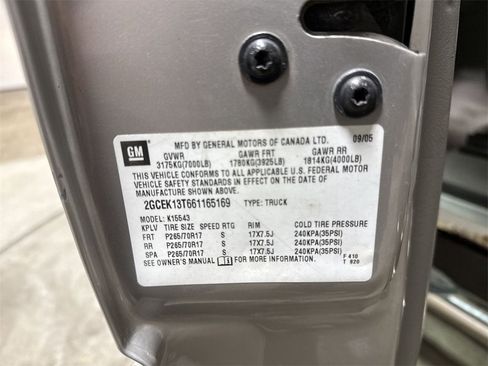 GM
MFD BY GENERAL MOTORS OF CANADA LTD. 09/05
GVWR GAWR FRT GAWR RR
3175KG(7000LB) 1780KG(3925LB) 1814KG(4000LB)
THIS VEHICLE CONFORMS TO ALL APPLICABLE U.S. FEDERAL MOTOR
VEHICLE SAFETY STANDARDS IN EFFECT ON THE DATE OF
MANUFACTURE SHOWN ABOVE.
2GCEK13T661165169 TYPE: TRUCK
MODEL: K15543
KPLV TIRE SIZE SPEED RTG RIM COLD TIRE PRESSURE
FRT P265/70R17 S 17X7.5J 240KPA(35PSI)
RR P265/70R17 S 17X7.5J 240KPA(35PSI)
SPA P265/70R17 S 17X7.5J 240KPA(35PSI)
SEE OWNER'S MANUAL FOR MORE INFORMATION.
F 410
T 920